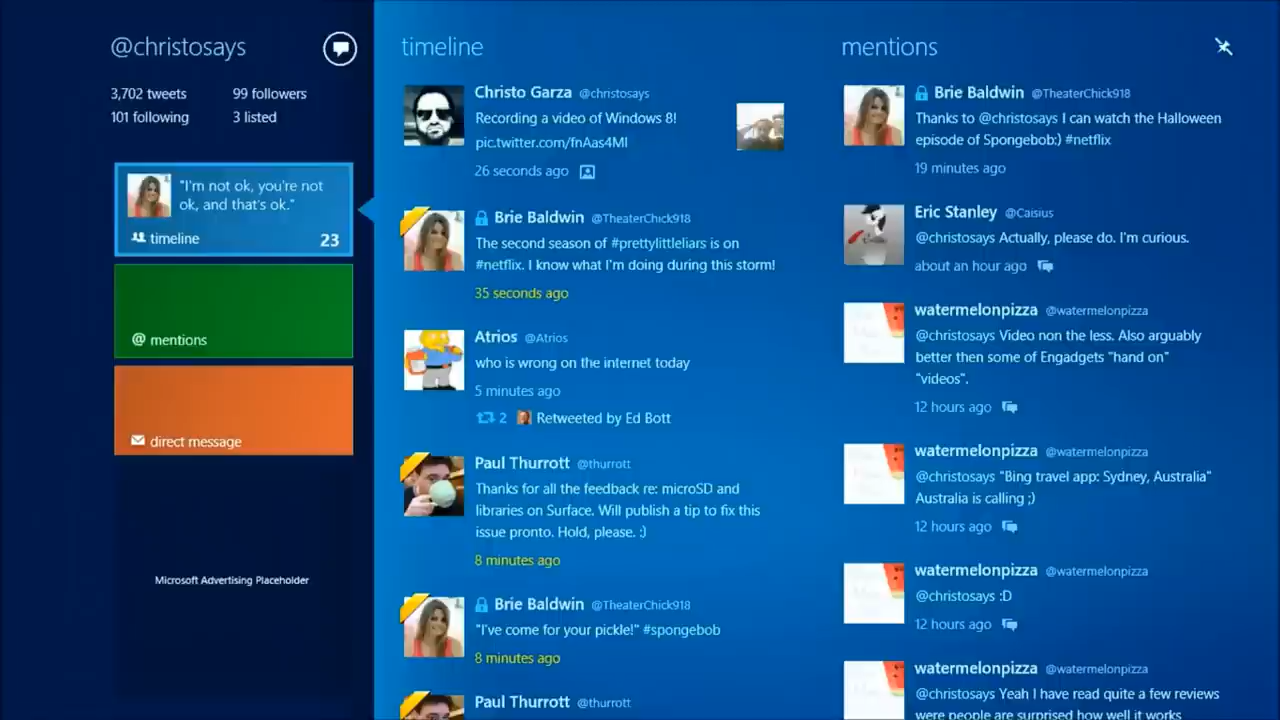 @christosays
3,702 tweets
99 followers
101 following
3 listed
"I'm not ok, you're not
ok, and that's ok."
timeline
23
@ mentions
direct message
Microsoft Advertising Placeholder
timeline
Christo Garza @christosays
Recording a video of Windows 8!
pic.twitter.com/fnAas4MI
26 seconds ago
Brie Baldwin @TheaterChick918
The second season of #prettylittleliars is on
#netflix. I know what I'm doing during this storm!
35 seconds ago
Atrios @Atrios
who is wrong on the internet today
5 minutes ago
2 Retweeted by Ed Bott
Paul Thurrott @thurrott
Thanks for all the feedback re: microSD and
libraries on Surface. Will publish a tip to fix this
issue pronto. Hold, please. :)
8 minutes ago
Brie Baldwin @TheaterChick918
"I've come for your pickle!" #spongebob
8 minutes ago
Paul Thurrott @thurrott
mentions
Brie Baldwin @TheaterChick918
Thanks to @christosays I can watch the Halloween
episode of Spongebob:) #netflix
19 minutes ago
Eric Stanley @Caisius
@christosays Actually, please do. I'm curious.
about an hour ago
watermelonpizza @watermelonpizza
@christosays Video non the less. Also arguably
better then some of Engadgets "hand on"
"videos".
12 hours ago
watermelonpizza @watermelonpizza
@christosays "Bing travel app: Sydney, Australia"
Australia is calling ;)
12 hours ago
watermelonpizza @watermelonpizza
@christosays :D
12 hours ago
watermelonpizza @watermelonpizza
@christosays Yeah I have read quite a few reviews
were people are surprised how well it works